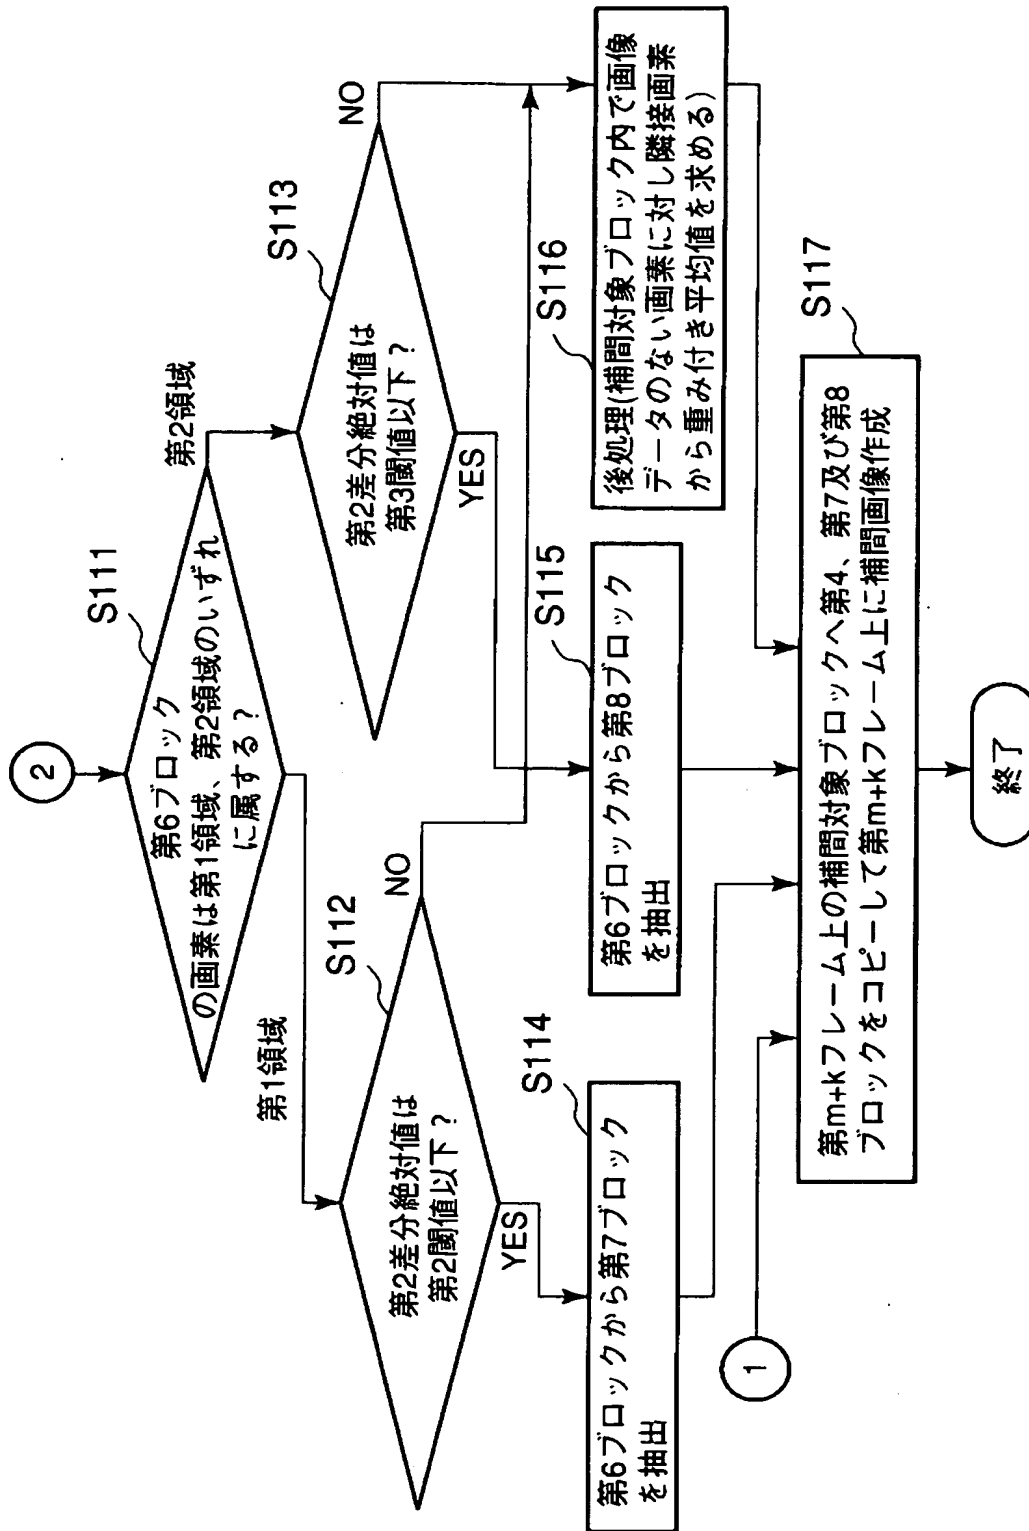 2
S111
第6ブロック
の画素は第1領域、第2領域のいずれ
に属する?
第1領域
第2領域
S112
第2差分絶対値は
第2閾値以下?
NO
YES
S113
第2差分絶対値は
第3閾値以下?
NO
YES
S114
第6ブロックから第7ブロック
を抽出
S115
第6ブロックから第8ブロック
を抽出
S116
後処理(補間対象ブロック内で画像
データのない画素に対し隣接画素
から重み付き平均値を求める)
1
S117
第m+kフレーム上の補間対象ブロックへ第4、第7及び第8
ブロックをコピーして第m+kフレーム上に補間画像作成
終了